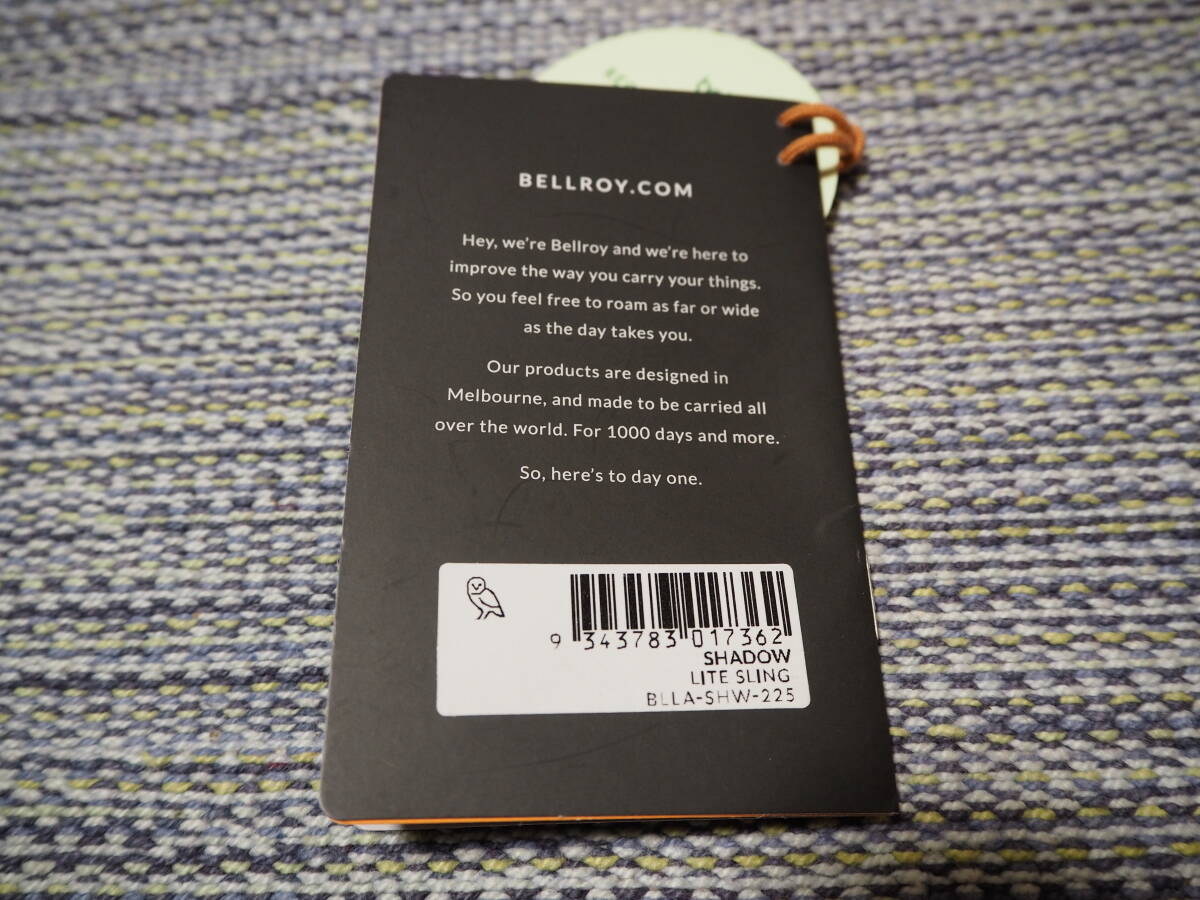 BELLROY.COM
Hey, we're Bellroy and we're here to
improve the way you carry your things.
So you feel free to roam as far or wide
as the day takes you.
Our products are designed in
Melbourne, and made to be carried all
over the world. For 1000 days and more.
So, here's to day one.
9 343783 017362
SHADOW
LITE SLING
BLLA-SHW-225